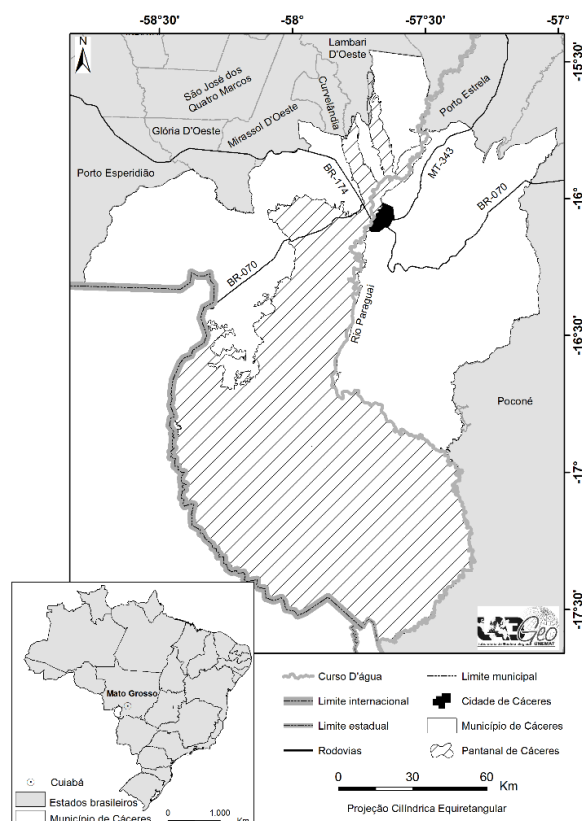 -58°30'
-58°
-57°30'
-57°
N
Lambari
D'Oeste
-15°30'
São José dos
Quatro Marcos
Curvelândia
Porto Estrela
Glória D'Oeste
Mirassol D'Oeste
Porto Esperidião
BR-174
MT-343
BR-070
-16°
BR-070
Rio Paraguai
-16°30'
Poconé
-17°
-17°30'
Geo
Mato Grosso
Cuiabá
Estados brasileiros
Município de Cáceres
0
1.000
Km
Curso D'água
Limite internacional
Limite estadual
Rodovias
Limite municipal
Cidade de Cáceres
Município de Cáceres
Pantanal de Cáceres
0
30
60
Km
Projeção Cilíndrica Equiretangular